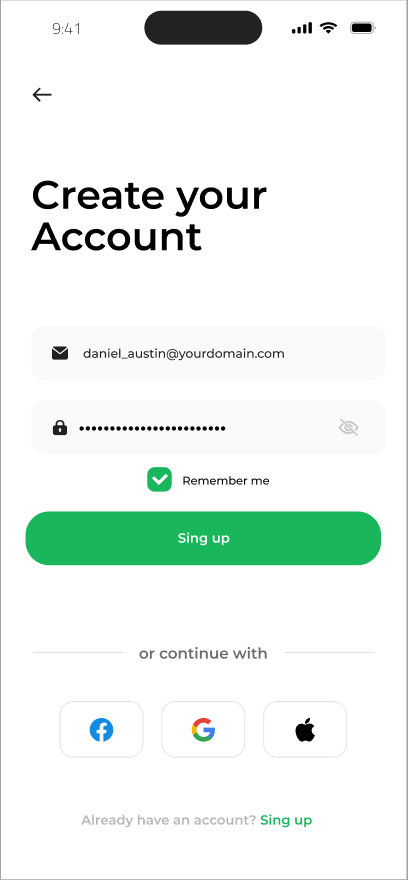 9:41
Create your
Account
daniel_austin@yourdomain.com
Remember me
Sing up
or continue with
Already have an account? Sing up